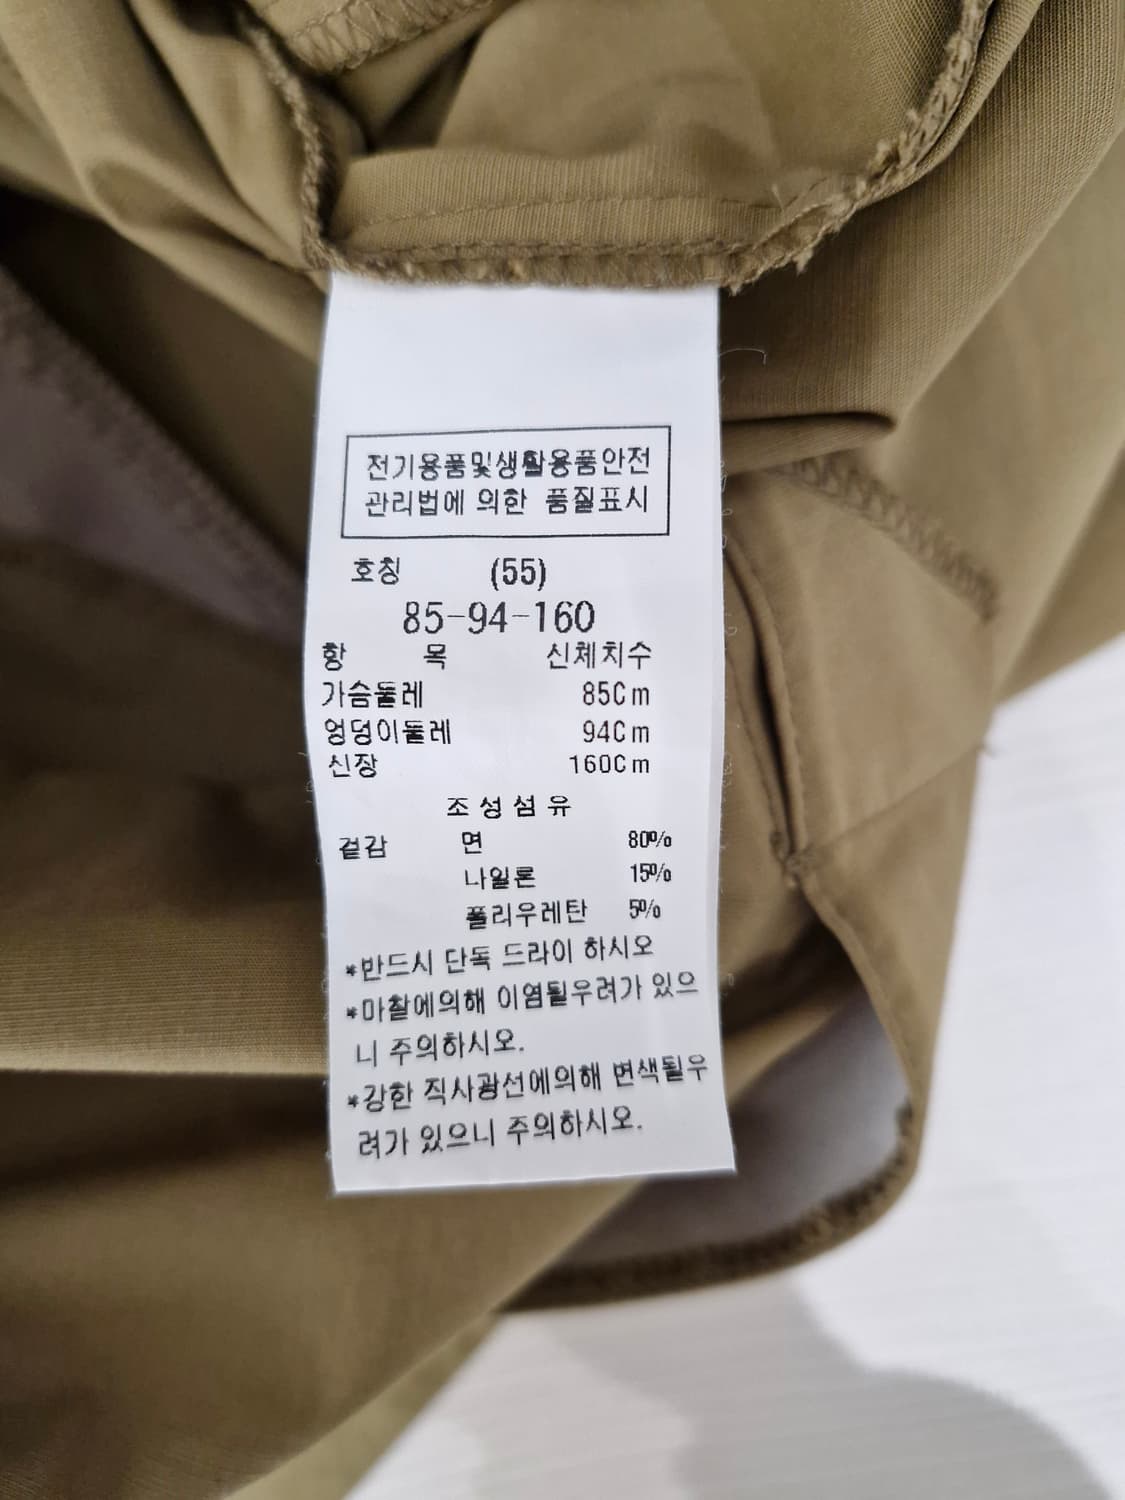 전기용품및생활용품안전
관리법에 의한 품질표시
호칭 (55)
85-94-160
항 목 신체치수
가슴둘레 85Cm
엉덩이둘레 94Cm
신장 160Cm
조성섬유
겉감 면 80%
나일론 15%
폴리우레탄 5%
*반드시 단독 드라이 하시오
*마찰에의해 이염될우려가 있으
니 주의하시오.
*강한 직사광선에의해 변색될우
려가 있으니 주의하시오.